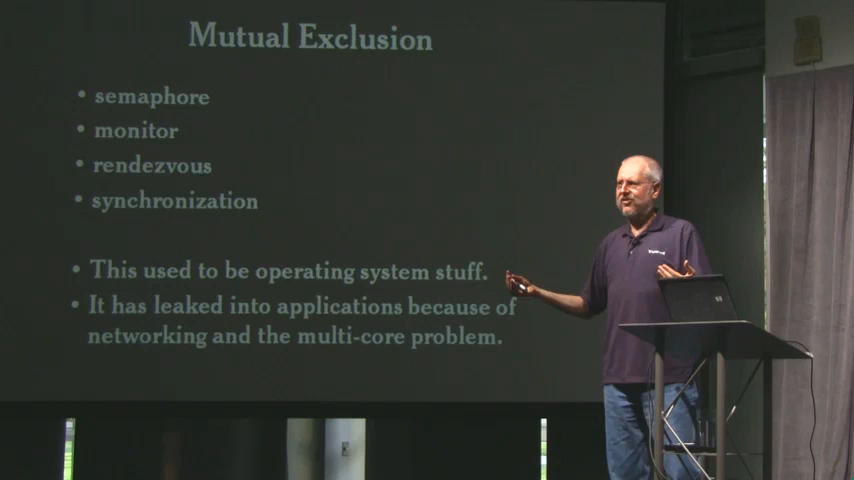 Mutual Exclusion
• semaphore
• monitor
• rendezvous
• synchronization
• This used to be operating system stuff.
• It has leaked into applications because of
networking and the multi-core problem.